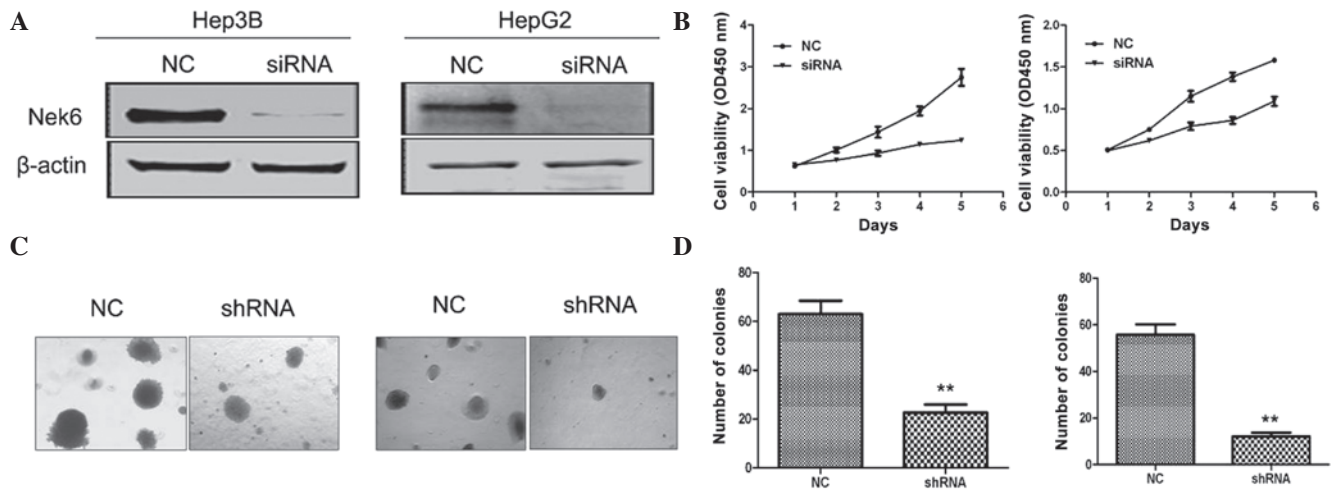 A
Hep3B
HepG2
NC
siRNA
NC
siRNA
Nek6
β-actin
B
Cell viability (OD450 nm)
4
3
2
1
0
NC
siRNA
0
1
2
3
4
5
6
Days
Cell viability (OD450 nm)
2.0
1.5
1.0
0.5
0.0
NC
siRNA
0
1
2
3
4
5
6
Days
C
NC
shRNA
NC
shRNA
D
Number of colonies
80
60
40
20
0
**
NC
shRNA
Number of colonies
80
60
40
20
0
**
NC
shRNA